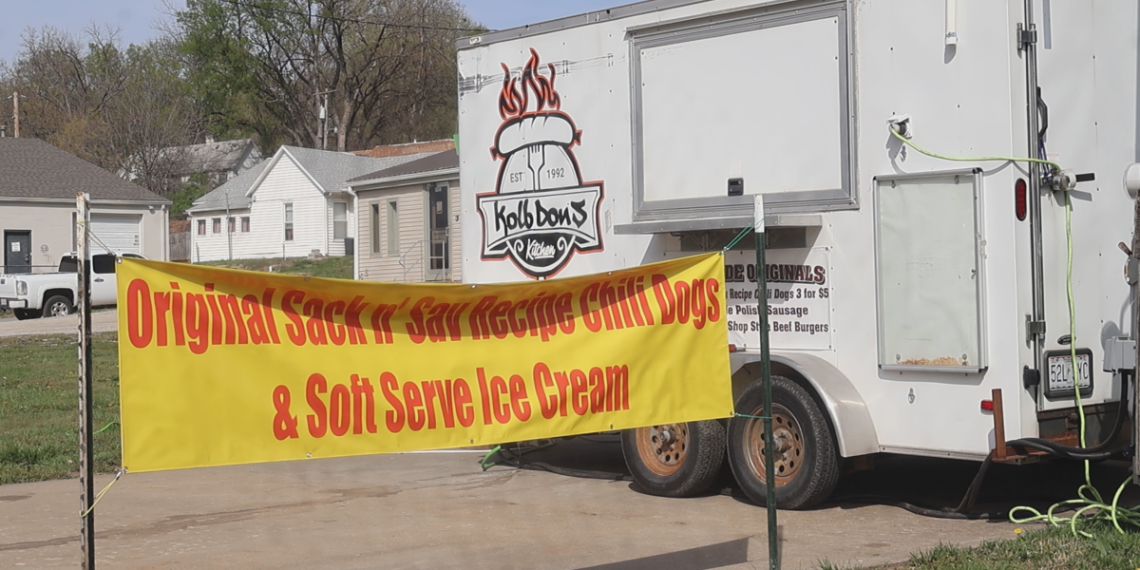 EST 1992
Kolb Don's
Kitchen
Original Sack n' Sav Recipe Chili Dogs
& Soft Serve Ice Cream
DE ORIGINALS
Recipe Chili Dogs 3 for $5
e Polish Sausage
Shop Style Beef Burgers